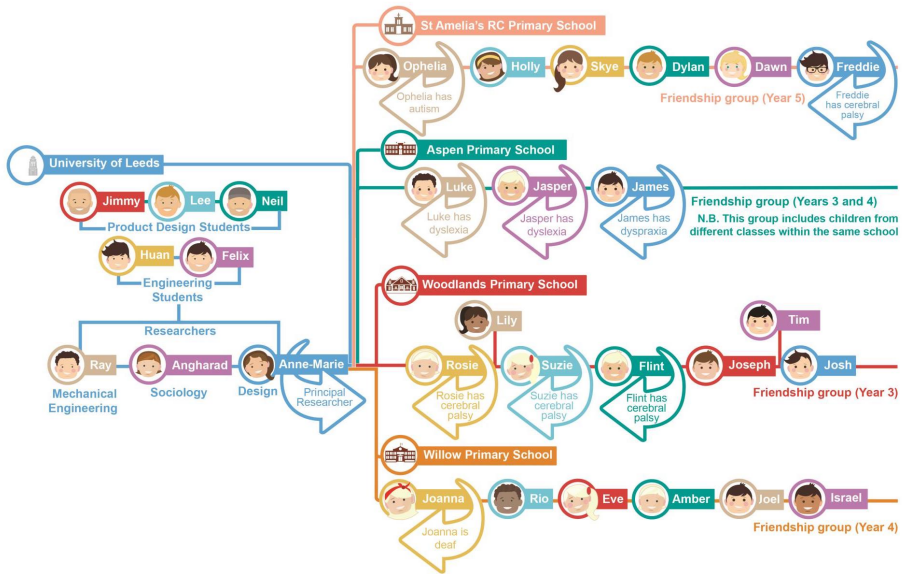 St Amelia's RC Primary School
Ophelia
Ophelia has
autism
Holly
Skye
Dylan
Dawn
Freddie
Freddie
has cerebral
palsy
Friendship group (Year 5)
University of Leeds
Jimmy
Lee
Neil
Product Design Students
Huan
Felix
Engineering
Students
Researchers
Ray
Mechanical
Engineering
Angharad
Sociology
Anne-Marie
Design
Principal
Researcher
Aspen Primary School
Luke
Luke has
dyslexia
Jasper
Jasper has
dyslexia
James
James has
dyspraxia
Friendship group (Years 3 and 4)
N.B. This group includes children from
different classes within the same school
Woodlands Primary School
Lily
Tim
Rosie
Rosie has
cerebral
palsy
Suzie
Suzie has
cerebral
palsy
Flint
Flint has
cerebral
palsy
Joseph
Josh
Friendship group (Year 3)
Willow Primary School
Joanna
Joanna is
deaf
Rio
Eve
Amber
Joel
Israel
Friendship group (Year 4)